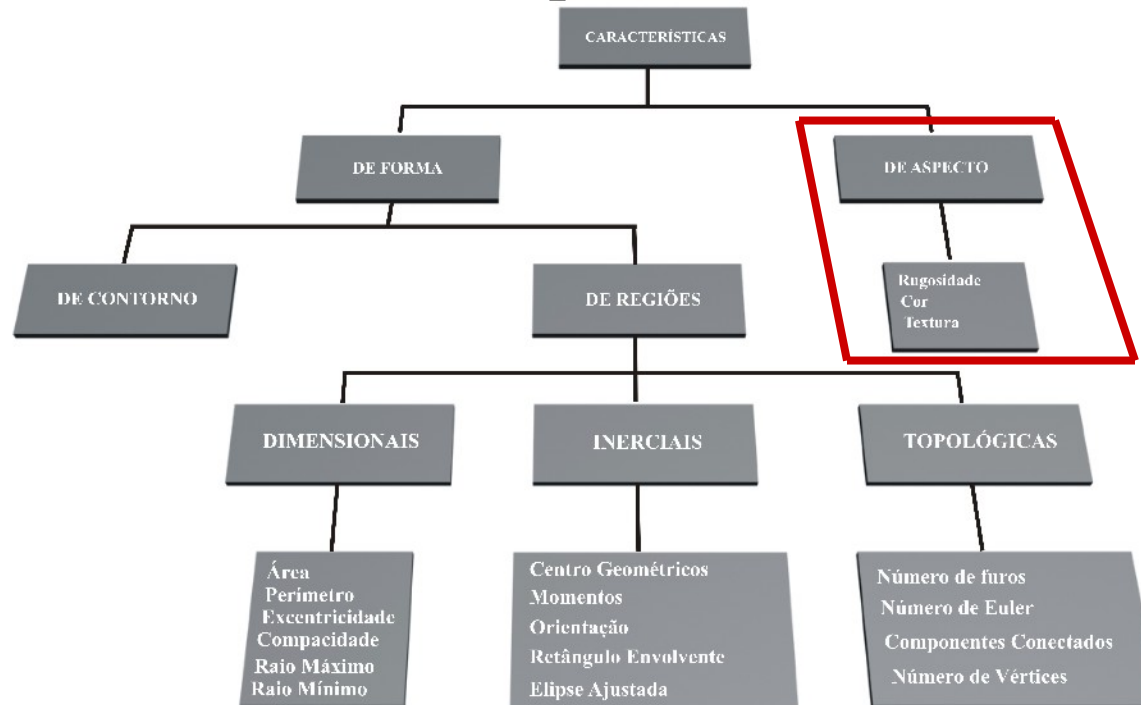 CARACTERÍSTICAS
DE FORMA
DE ASPECTO
DE CONTORNO
DE REGIÕES
Rugosidade
Cor
Textura
DIMENSIONAIS
INERCIAIS
TOPOLÓGICAS
Área
Perímetro
Excentricidade
Compacidade
Raio Máximo
Raio Mínimo
Centro Geométricos
Momentos
Orientação
Retângulo Envolvente
Elipse Ajustada
Número de furos
Número de Euler
Componentes Conectados
Número de Vértices